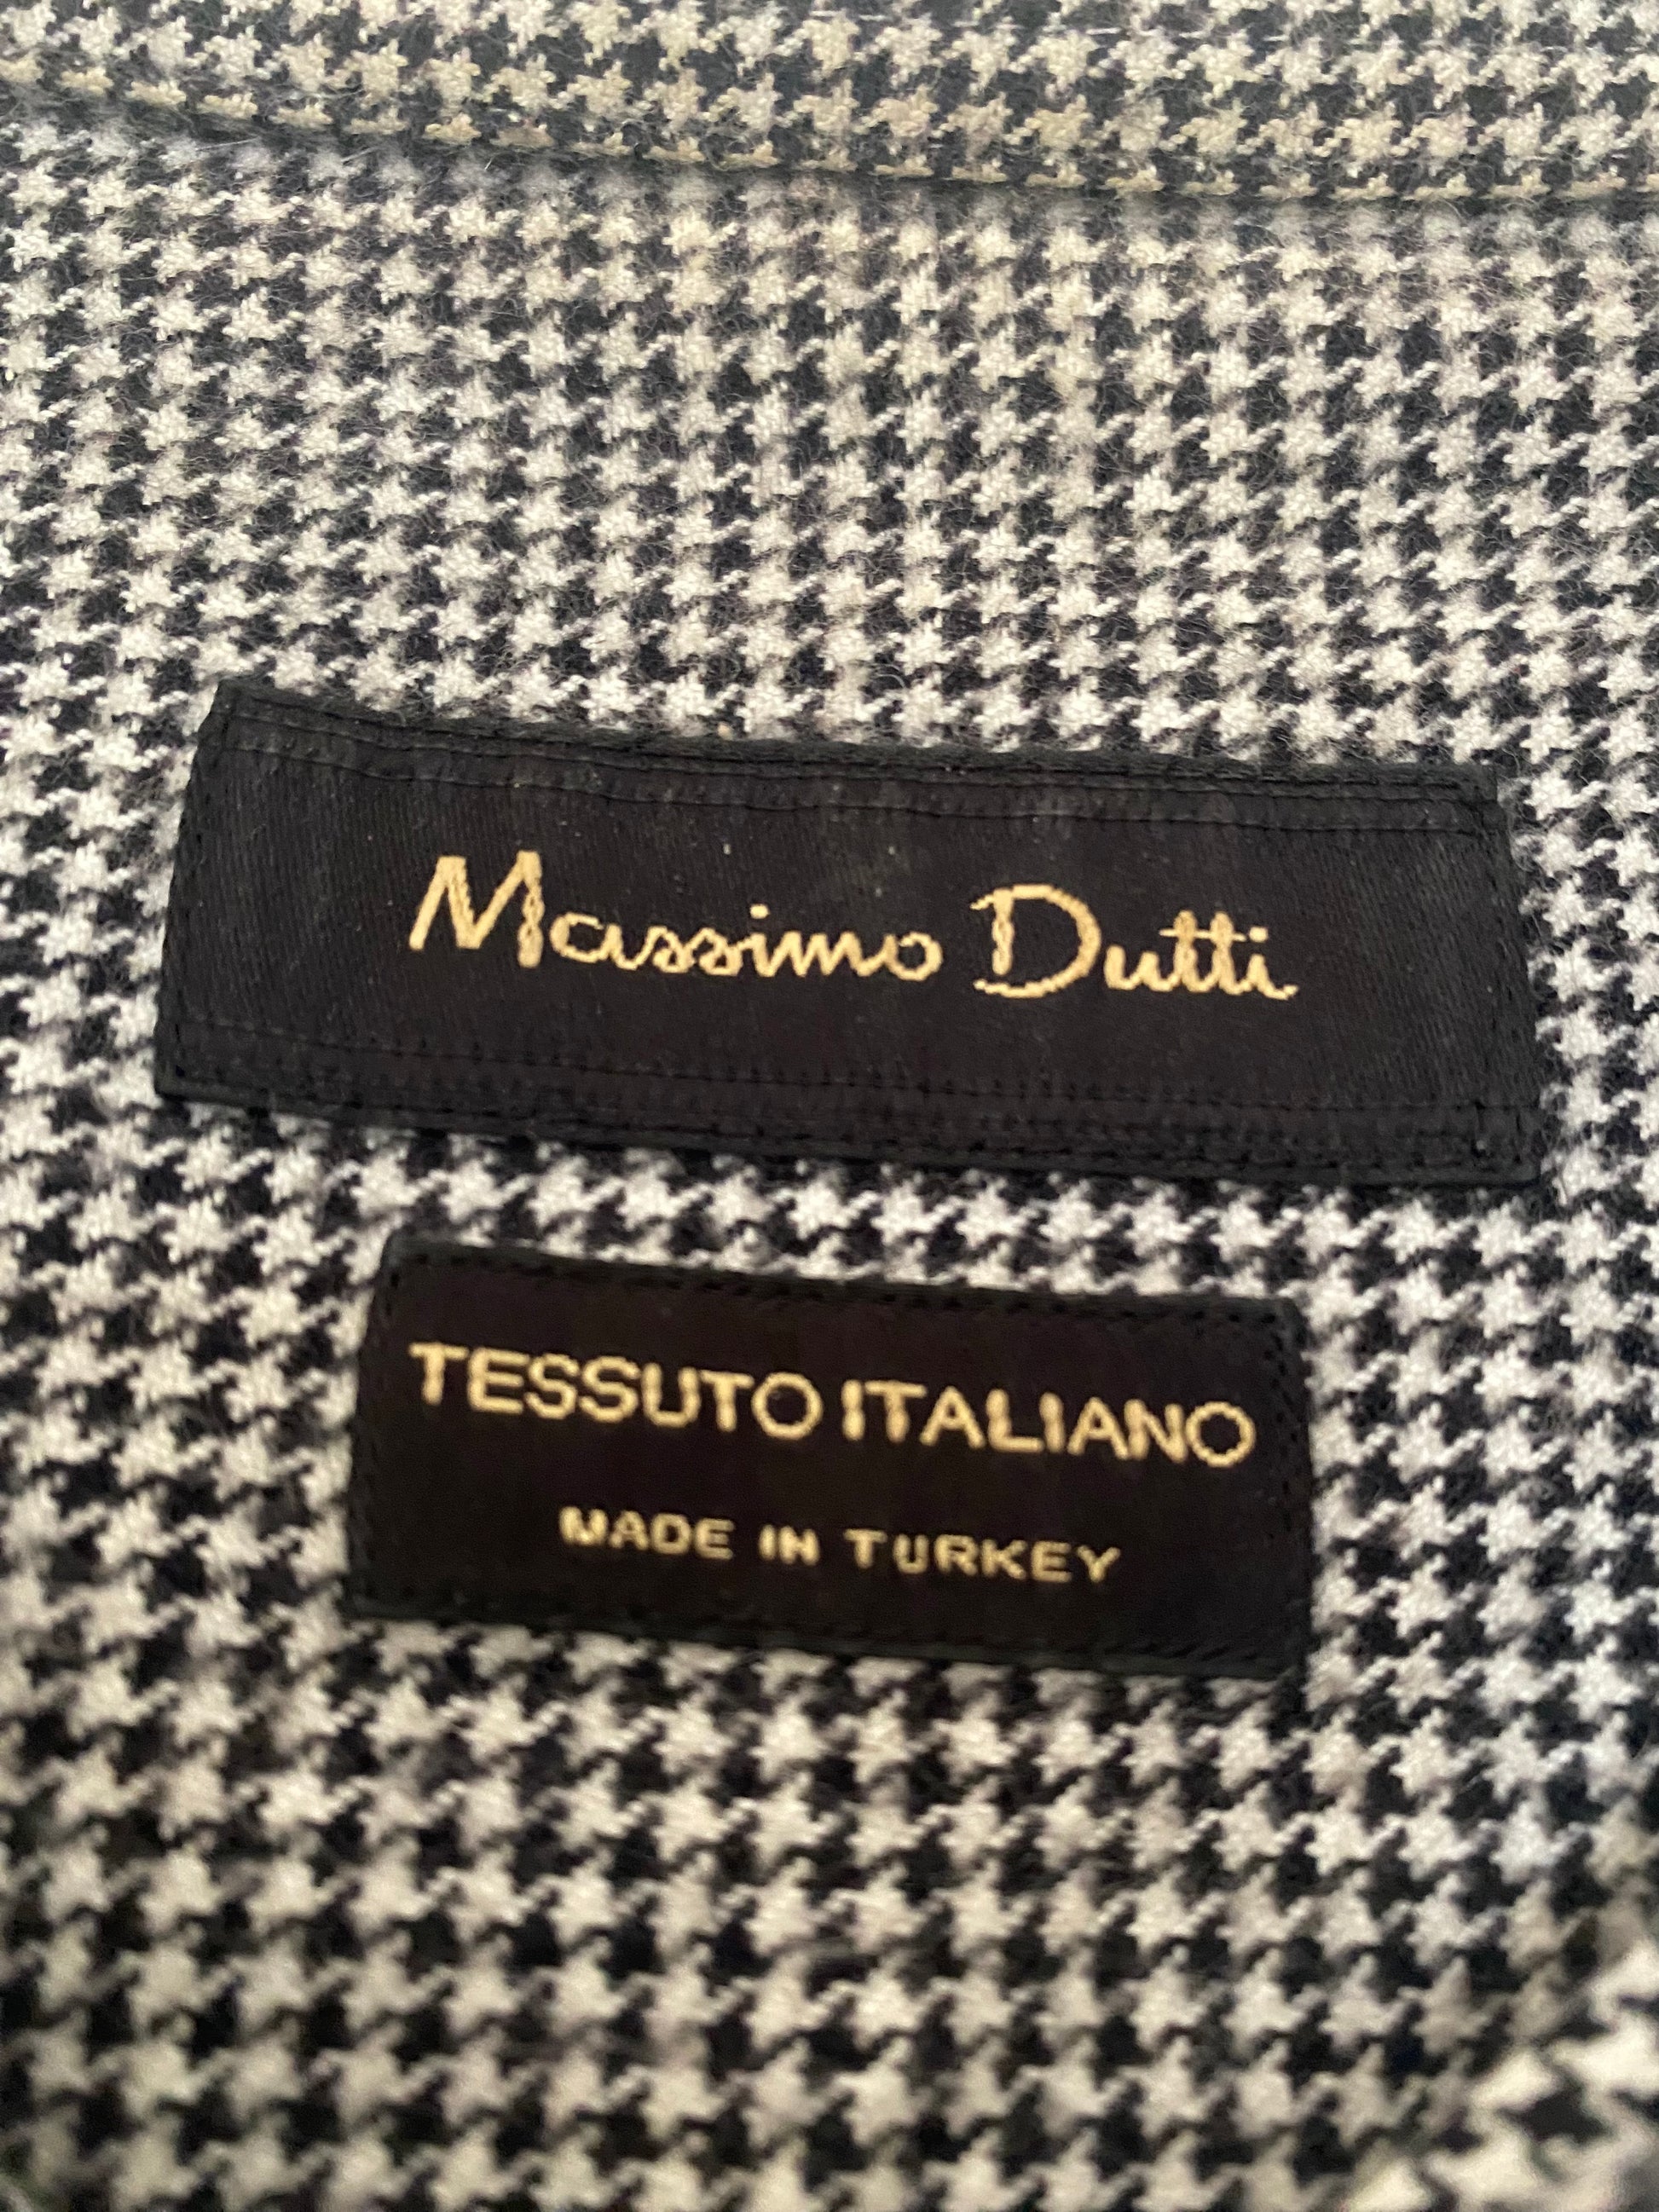 Massimo Dutti
TESSUTO ITALIANO
MADE IN TURKEY